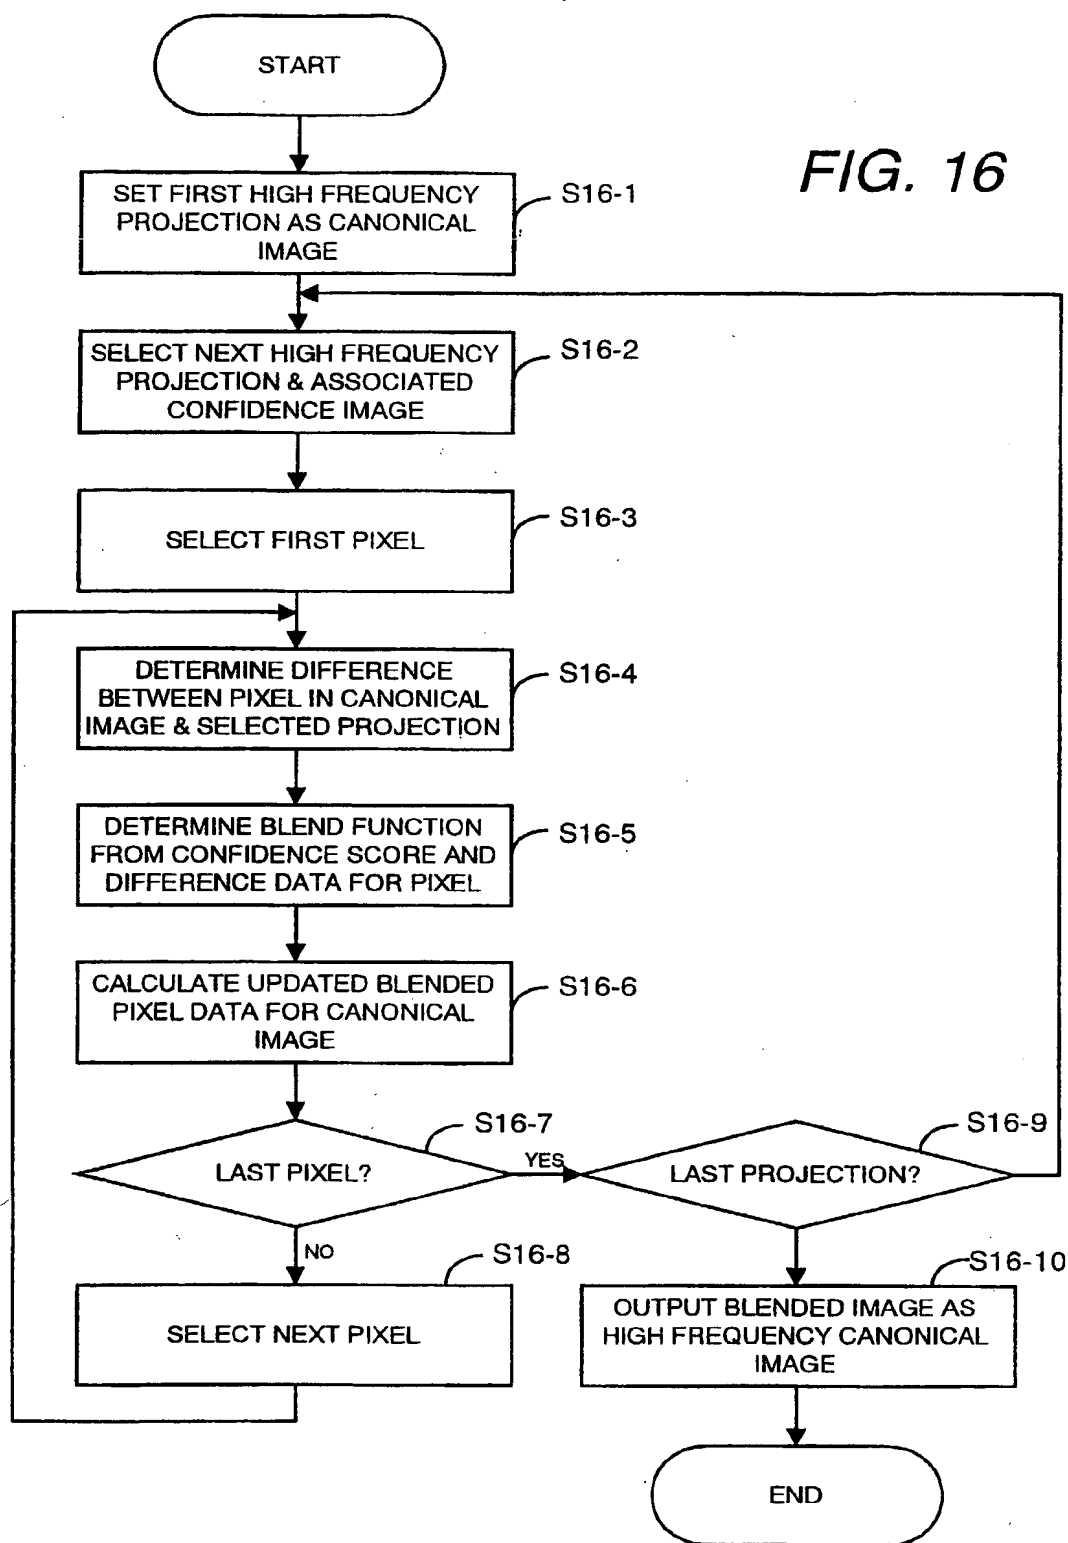 START
FIG. 16
SET FIRST HIGH FREQUENCY
PROJECTION AS CANONICAL
IMAGE
S16-1
SELECT NEXT HIGH FREQUENCY
PROJECTION & ASSOCIATED
CONFIDENCE IMAGE
S16-2
SELECT FIRST PIXEL
S16-3
DETERMINE DIFFERENCE
BETWEEN PIXEL IN CANONICAL
IMAGE & SELECTED PROJECTION
S16-4
DETERMINE BLEND FUNCTION
FROM CONFIDENCE SCORE AND
DIFFERENCE DATA FOR PIXEL
S16-5
CALCULATE UPDATED BLENDED
PIXEL DATA FOR CANONICAL
IMAGE
S16-6
LAST PIXEL?
S16-7
YES
LAST PROJECTION?
S16-9
NO
SELECT NEXT PIXEL
S16-8
OUTPUT BLENDED IMAGE AS
HIGH FREQUENCY CANONICAL
IMAGE
S16-10
END